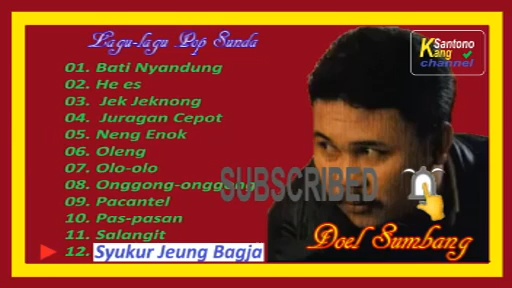 Lagu-lagu Pop Sunda
Santono
Kang
channel
01. Bati Nyandung
02. He es
03. Jek Jeknong
04. Juragan Cepot
05. Neng Enok
06. Oleng
07. Olo-olo
08. Onggong-onggong
09. Pacantel
10. Pas-pasan
11. Salangit
12. Syukur Jeung Bagja
SUBSCRIBED
Doel Sumbang